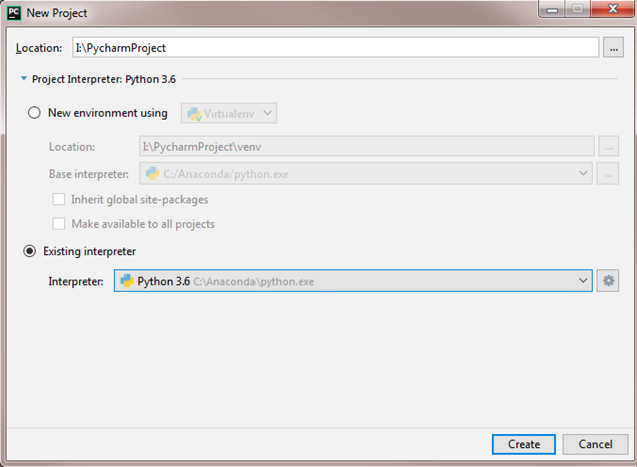 PC New Project
Location: I:\PycharmProject ...
Project Interpreter: Python 3.6
New environment using Virtualenv
Location: I:\PycharmProject\venv ...
Base interpreter: C:/Anaconda/python.exe ...
Inherit global site-packages
Make available to all projects
Existing interpreter
Interpreter: Python 3.6 C:\Anaconda\python.exe
Create Cancel